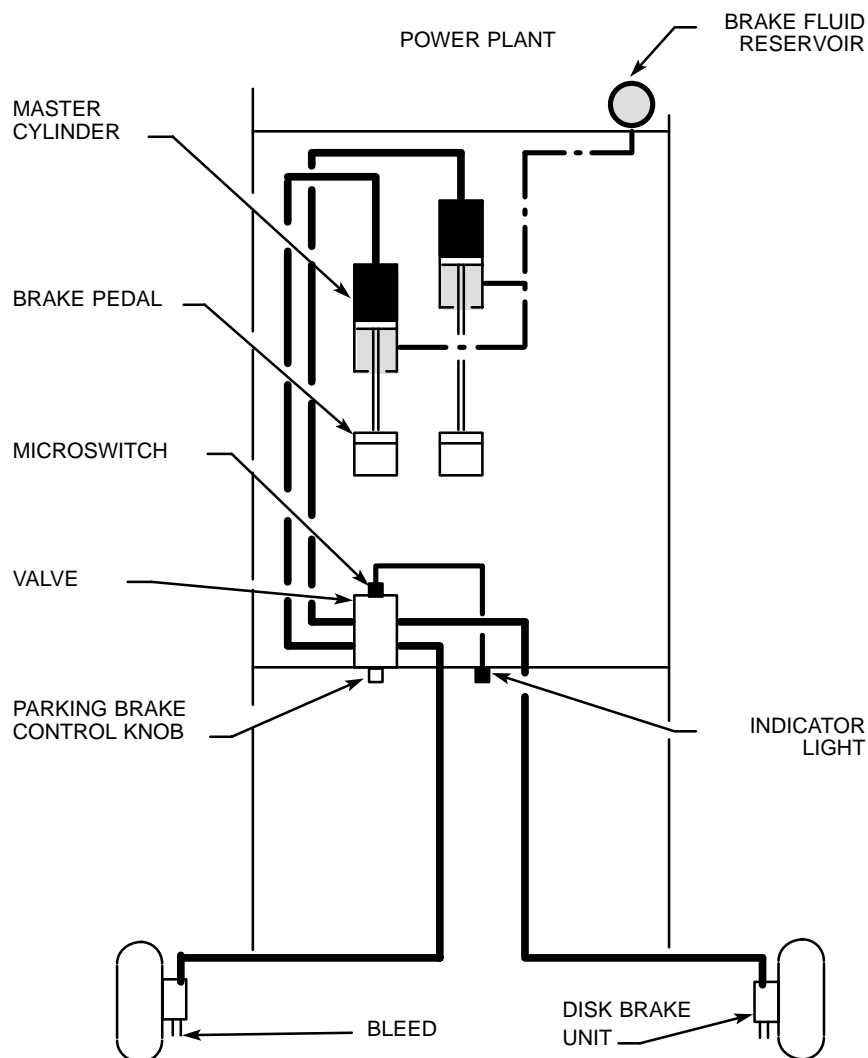 POWER PLANT
BRAKE FLUID
RESERVOIR
MASTER
CYLINDER
BRAKE PEDAL
MICROSWITCH
VALVE
PARKING BRAKE
CONTROL KNOB
INDICATOR
LIGHT
BLEED
DISK BRAKE
UNIT